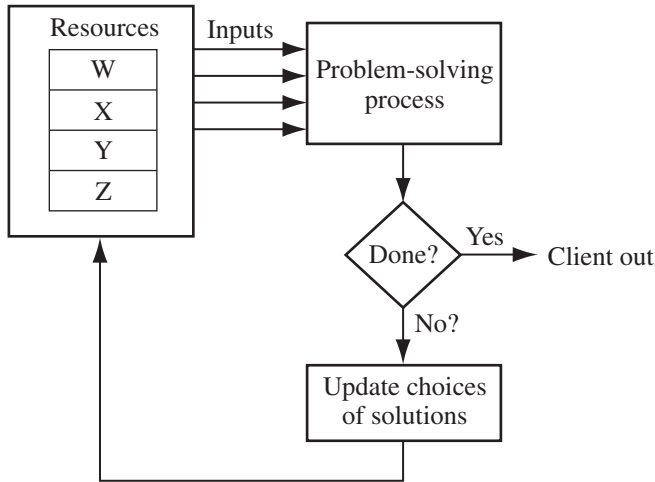 Resources
W
X
Y
Z
Inputs
Problem-solving
process
Done?
Yes
Client out
No?
Update choices
of solutions